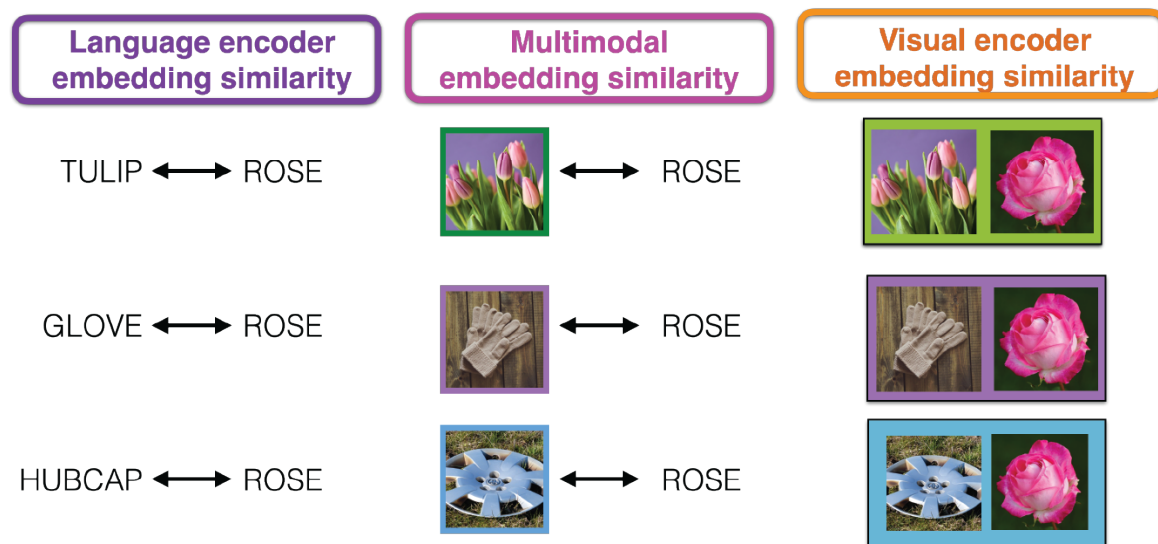 Language encoder
embedding similarity
Multimodal
embedding similarity
Visual encoder
embedding similarity
TULIP ROSE
ROSE
GLOVE ROSE
ROSE
HUBCAP ROSE
ROSE